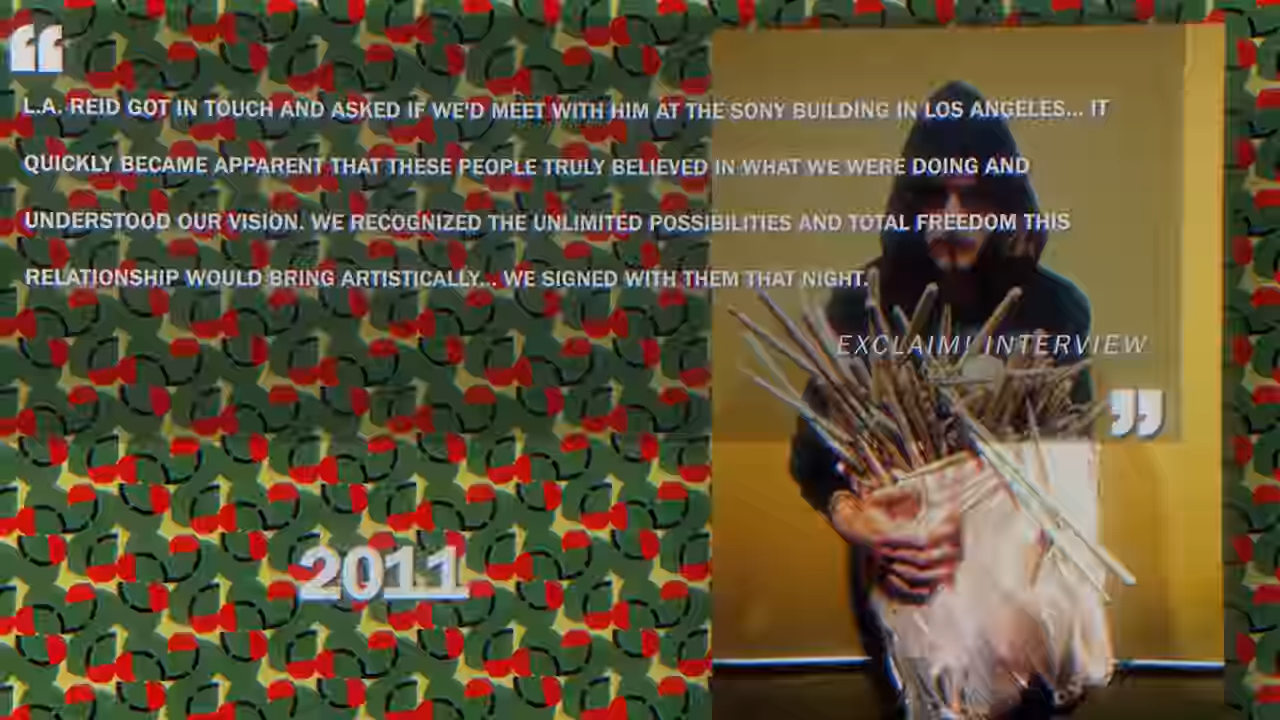 “
L.A. REID GOT IN TOUCH AND ASKED IF WE'D MEET WITH HIM AT THE SONY BUILDING IN LOS ANGELES... IT
QUICKLY BECAME APPARENT THAT THESE PEOPLE TRULY BELIEVED IN WHAT WE WERE DOING AND
UNDERSTOOD OUR VISION. WE RECOGNIZED THE UNLIMITED POSSIBILITIES AND TOTAL FREEDOM THIS
RELATIONSHIP WOULD BRING ARTISTICALLY... WE SIGNED WITH THEM THAT NIGHT.
EXCLAIM! INTERVIEW
”
2011